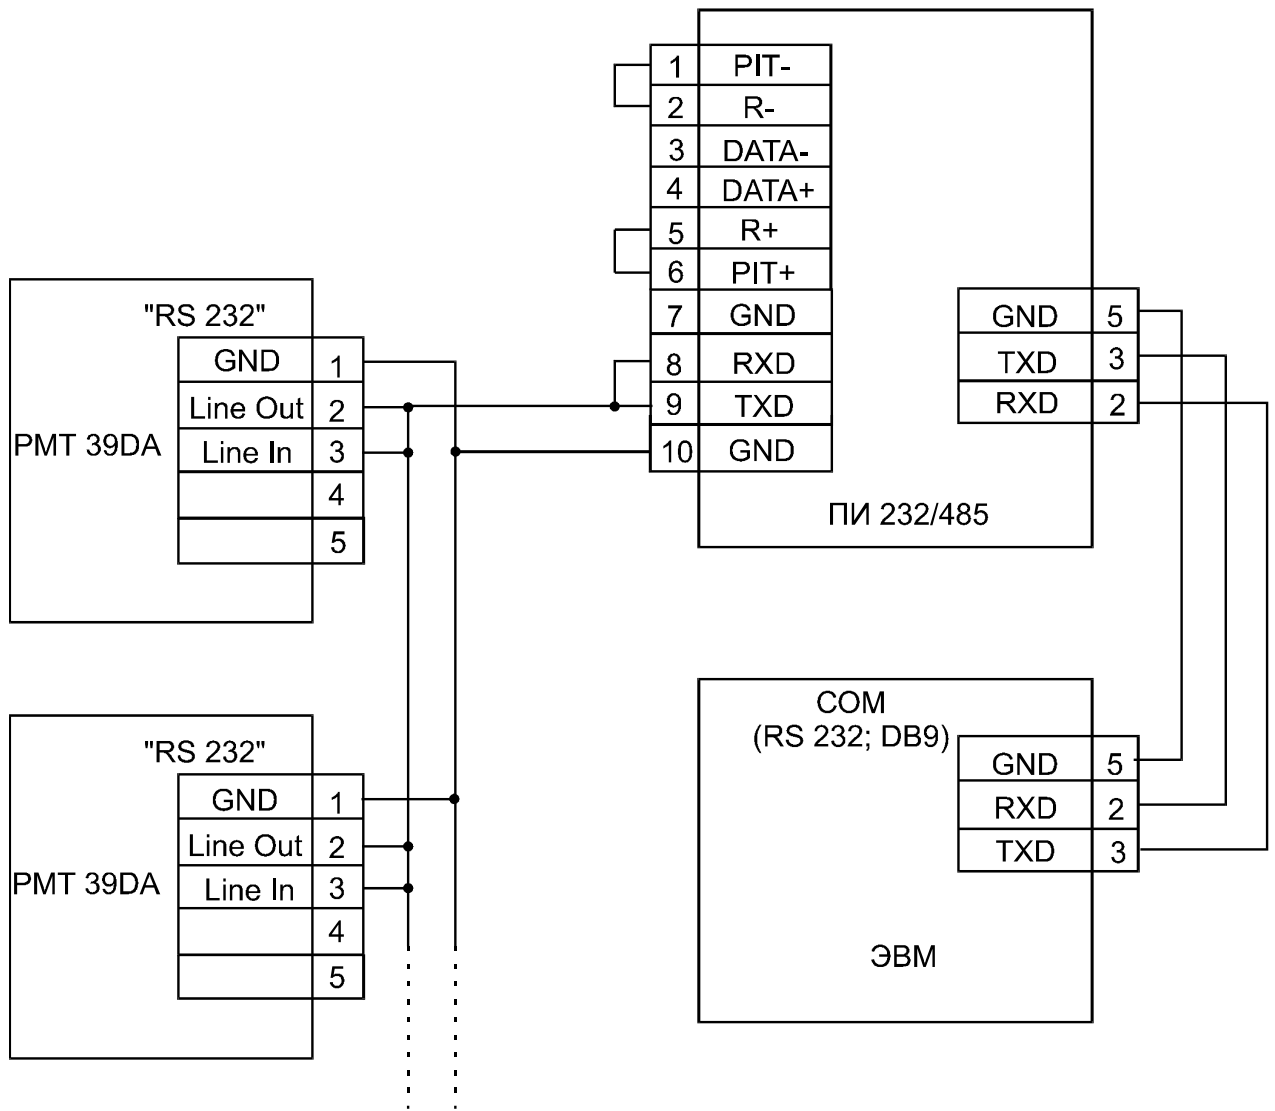 1 PIT-
2 R-
3 DATA-
4 DATA+
5 R+
6 PIT+
7 GND
8 RXD
9 TXD
10 GND
GND 5
TXD 3
RXD 2
ПИ 232/485
"RS 232"
GND 1
Line Out 2
Line In 3
4
5
РМТ 39DA
"RS 232"
GND 1
Line Out 2
Line In 3
4
5
РМТ 39DA
COM
(RS 232; DB9)
GND 5
RXD 2
TXD 3
ЭВМ